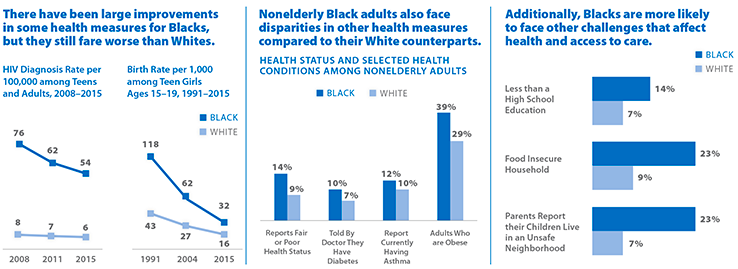 There have been large improvements
in some health measures for Blacks,
but they still fare worse than Whites.
HIV Diagnosis Rate per
100,000 among Teens
and Adults, 2008–2015
76
62
54
8
7
6
2008
2011
2015
Birth Rate per 1,000
among Teen Girls
Ages 15–19, 1991–2015
BLACK
WHITE
118
62
32
43
27
16
1991
2004
2015
Nonelderly Black adults also face
disparities in other health measures
compared to their White counterparts.
HEALTH STATUS AND SELECTED HEALTH
CONDITIONS AMONG NONELDERLY ADULTS
BLACK
WHITE
14%
9%
10%
7%
12%
10%
39%
29%
Reports Fair
or Poor
Health Status
Told By
Doctor They
Have
Diabetes
Report
Currently
Having
Asthma
Adults Who
are Obese
Additionally, Blacks are more likely
to face other challenges that affect
health and access to care.
BLACK
WHITE
Less than a
High School
Education
14%
7%
Food Insecure
Household
23%
9%
Parents Report
their Children Live
in an Unsafe
Neighborhood
23%
7%